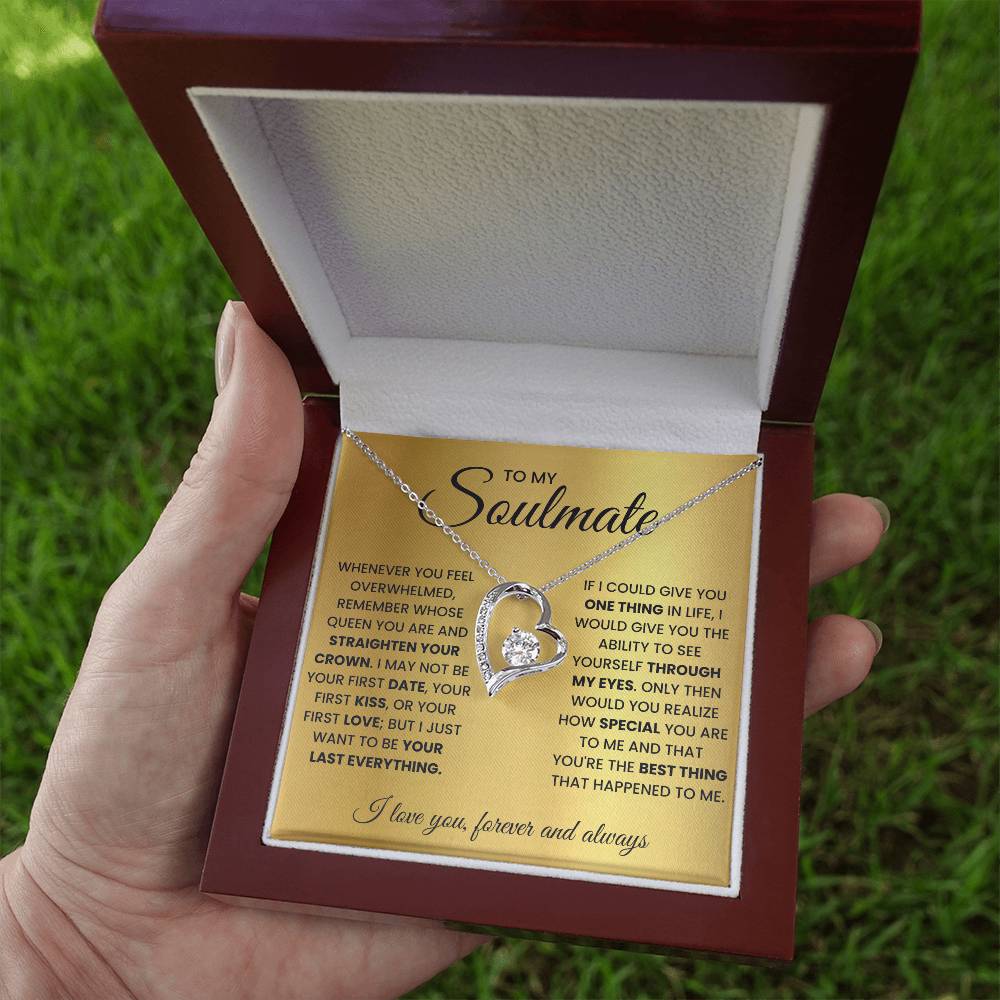 TO MY
Soulmate
WHENEVER YOU FEEL
OVERWHELMED,
REMEMBER WHOSE
QUEEN YOU ARE AND
STRAIGHTEN YOUR
CROWN. I MAY NOT BE
YOUR FIRST DATE, YOUR
FIRST KISS, OR YOUR
FIRST LOVE; BUT I JUST
WANT TO BE YOUR
LAST EVERYTHING.
IF I COULD GIVE YOU
ONE THING IN LIFE, I
WOULD GIVE YOU THE
ABILITY TO SEE
YOURSELF THROUGH
MY EYES. ONLY THEN
WOULD YOU REALIZE
HOW SPECIAL YOU ARE
TO ME AND THAT
YOU'RE THE BEST THING
THAT HAPPENED TO ME.
I love you, forever and always